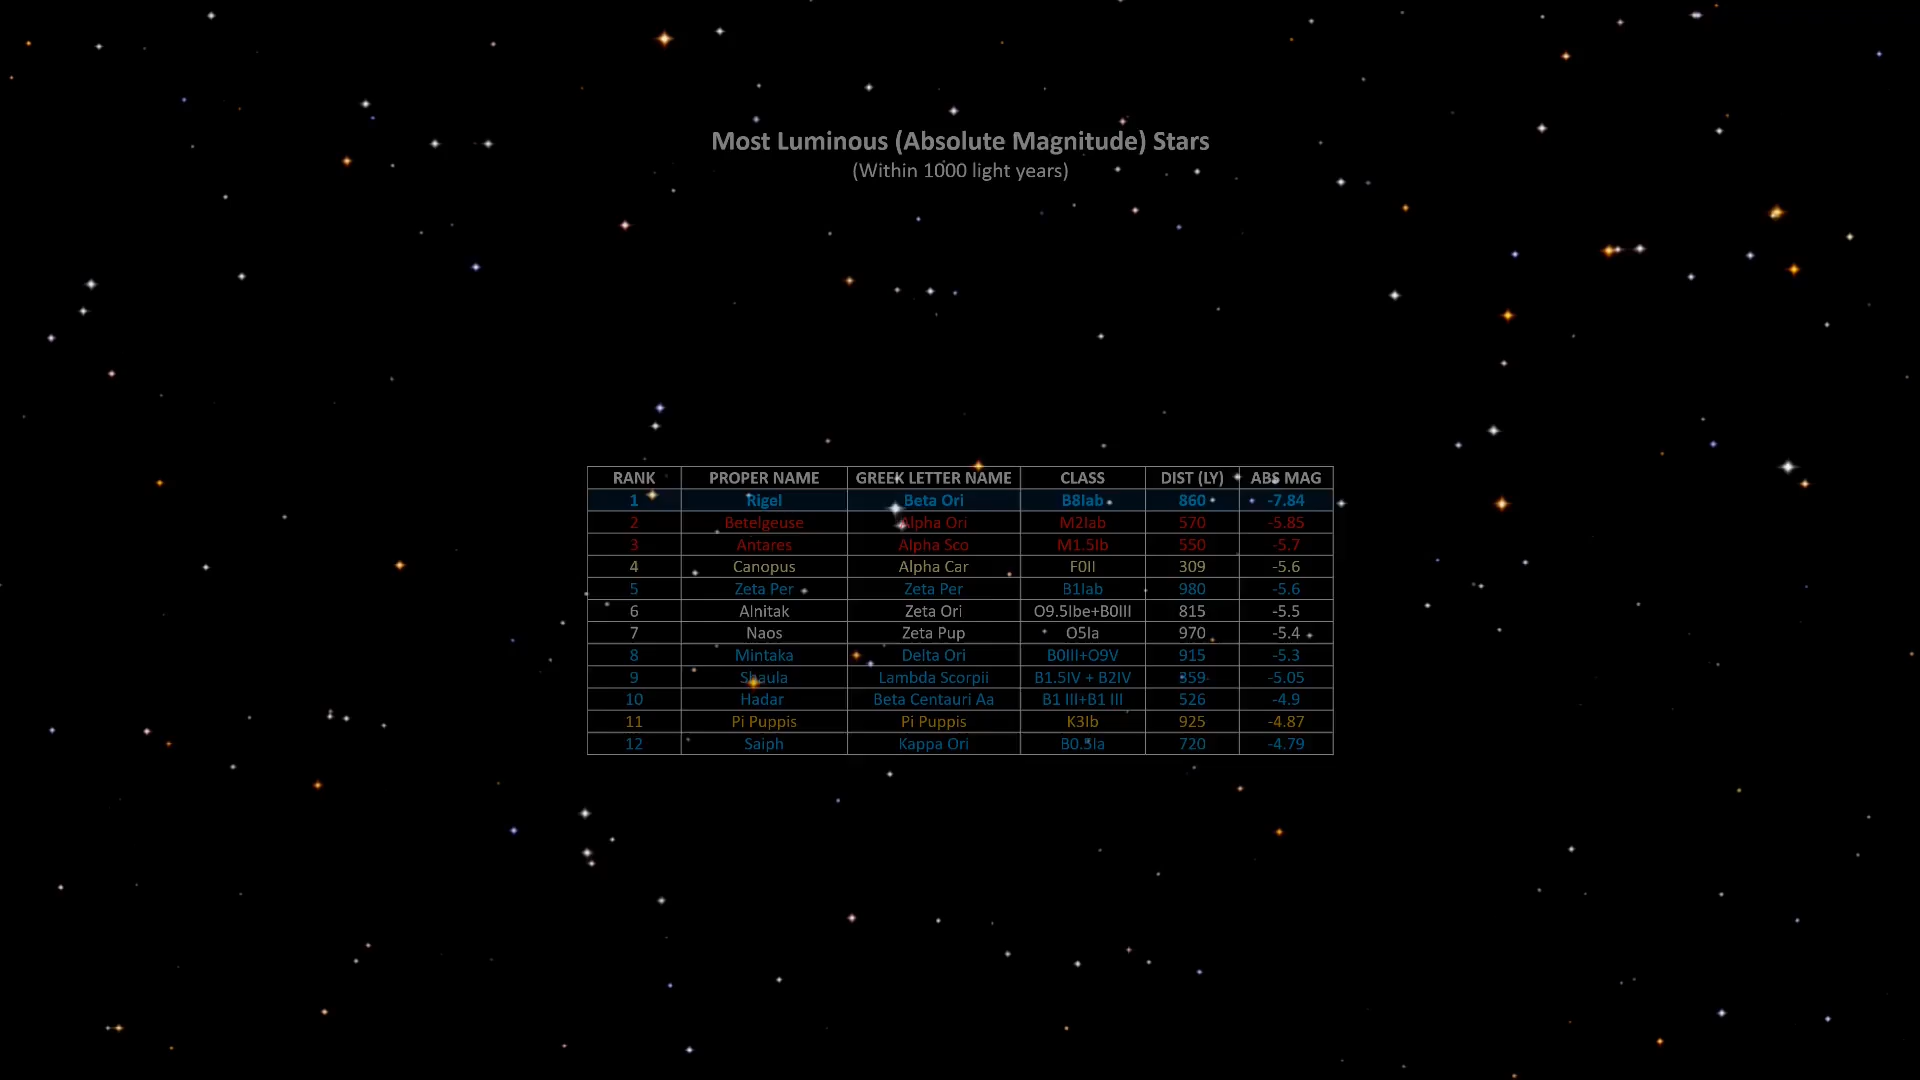 Most Luminous (Absolute Magnitude) Stars
(Within 1000 light years)
RANK PROPER NAME GREEK LETTER NAME CLASS DIST (LY) ABS MAG
1 Rigel Beta Ori B8Iab 860 -7.84
2 Betelgeuse Alpha Ori M2Iab 570 -5.85
3 Antares Alpha Sco M1.5Ib 550 -5.7
4 Canopus Alpha Car F0II 309 -5.6
5 Zeta Per Zeta Per B1Iab 980 -5.6
6 Alnitak Zeta Ori O9.5Ibe+B0III 815 -5.5
7 Naos Zeta Pup O5Ia 970 -5.4
8 Mintaka Delta Ori B0III+O9V 915 -5.3
9 Shaula Lambda Scorpii B1.5IV + B2IV 359 -5.05
10 Hadar Beta Centauri Aa B1 III+B1 III 526 -4.9
11 Pi Puppis Pi Puppis K3Ib 925 -4.87
12 Saiph Kappa Ori B0.5Ia 720 -4.79